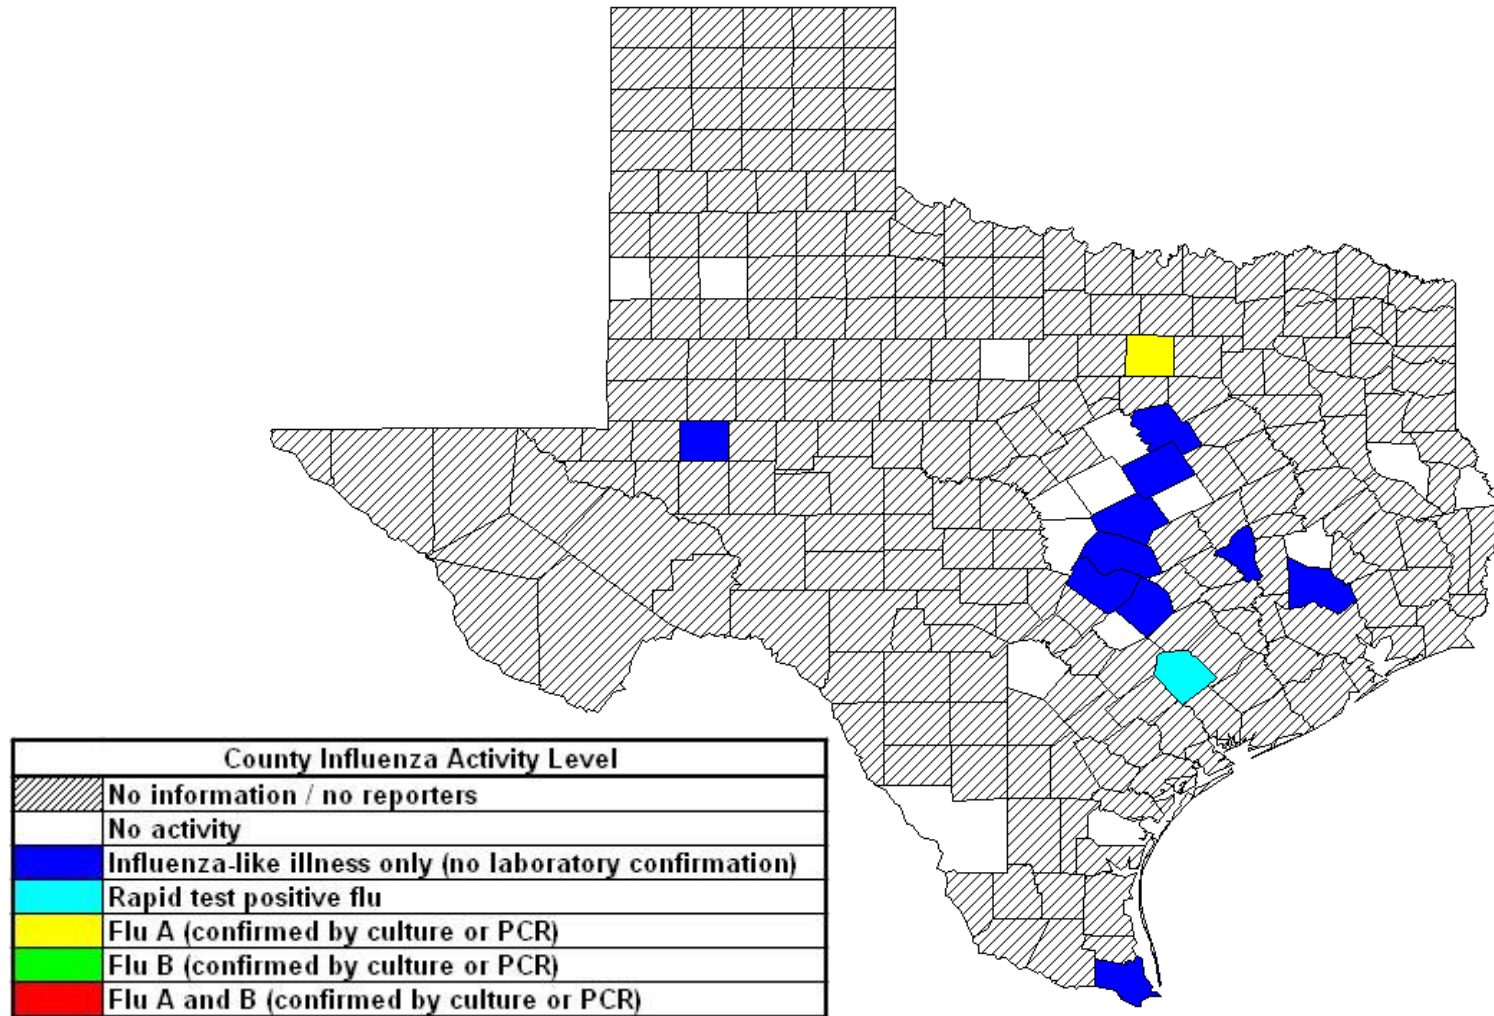 County Influenza Activity Level
No information / no reporters
No activity
Influenza-like illness only (no laboratory confirmation)
Rapid test positive flu
Flu A (confirmed by culture or PCR)
Flu B (confirmed by culture or PCR)
Flu A and B (confirmed by culture or PCR)